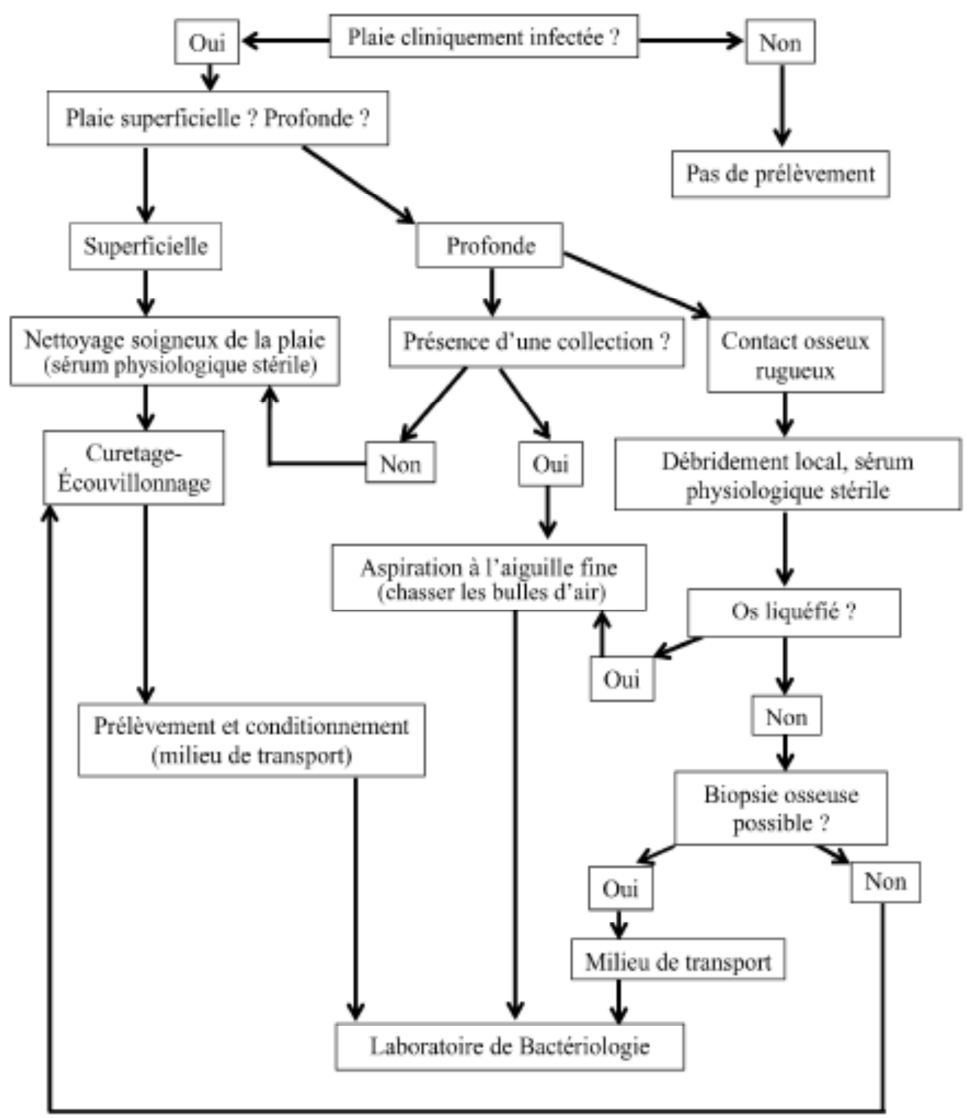 Plaie cliniquement infectée ?
Oui
Non
Plaie superficielle ? Profonde ?
Pas de prélèvement
Superficielle
Profonde
Nettoyage soigneux de la plaie
(sérum physiologique stérile)
Présence d'une collection ?
Contact osseux
rugueux
Curetage-
Écouvillonnage
Non
Oui
Débridement local, sérum
physiologique stérile
Aspiration à l'aiguille fine
(chasser les bulles d'air)
Os liquéfié ?
Oui
Non
Prélèvement et conditionnement
(milieu de transport)
Biopsie osseuse
possible ?
Oui
Non
Milieu de transport
Laboratoire de Bactériologie